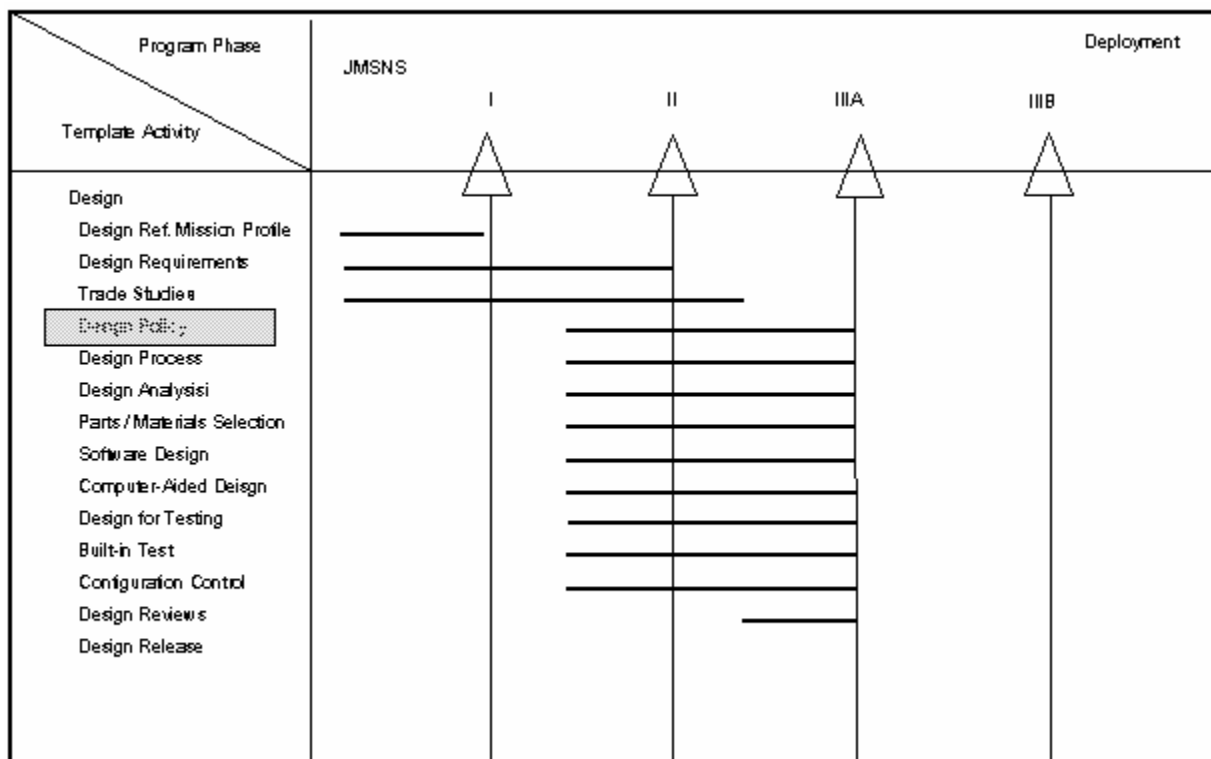 Program Phase
Deployment
JMSNS
I
II
IIIA
IIIB
Template Activity
Design
Design Ref. Mission Profile
Design Requirements
Trade Studies
Design Policy
Design Process
Design Analysisi
Parts / Materials Selection
Software Design
Computer-Aided Deisgn
Design for Testing
Built-in Test
Configuration Control
Design Reviews
Design Release